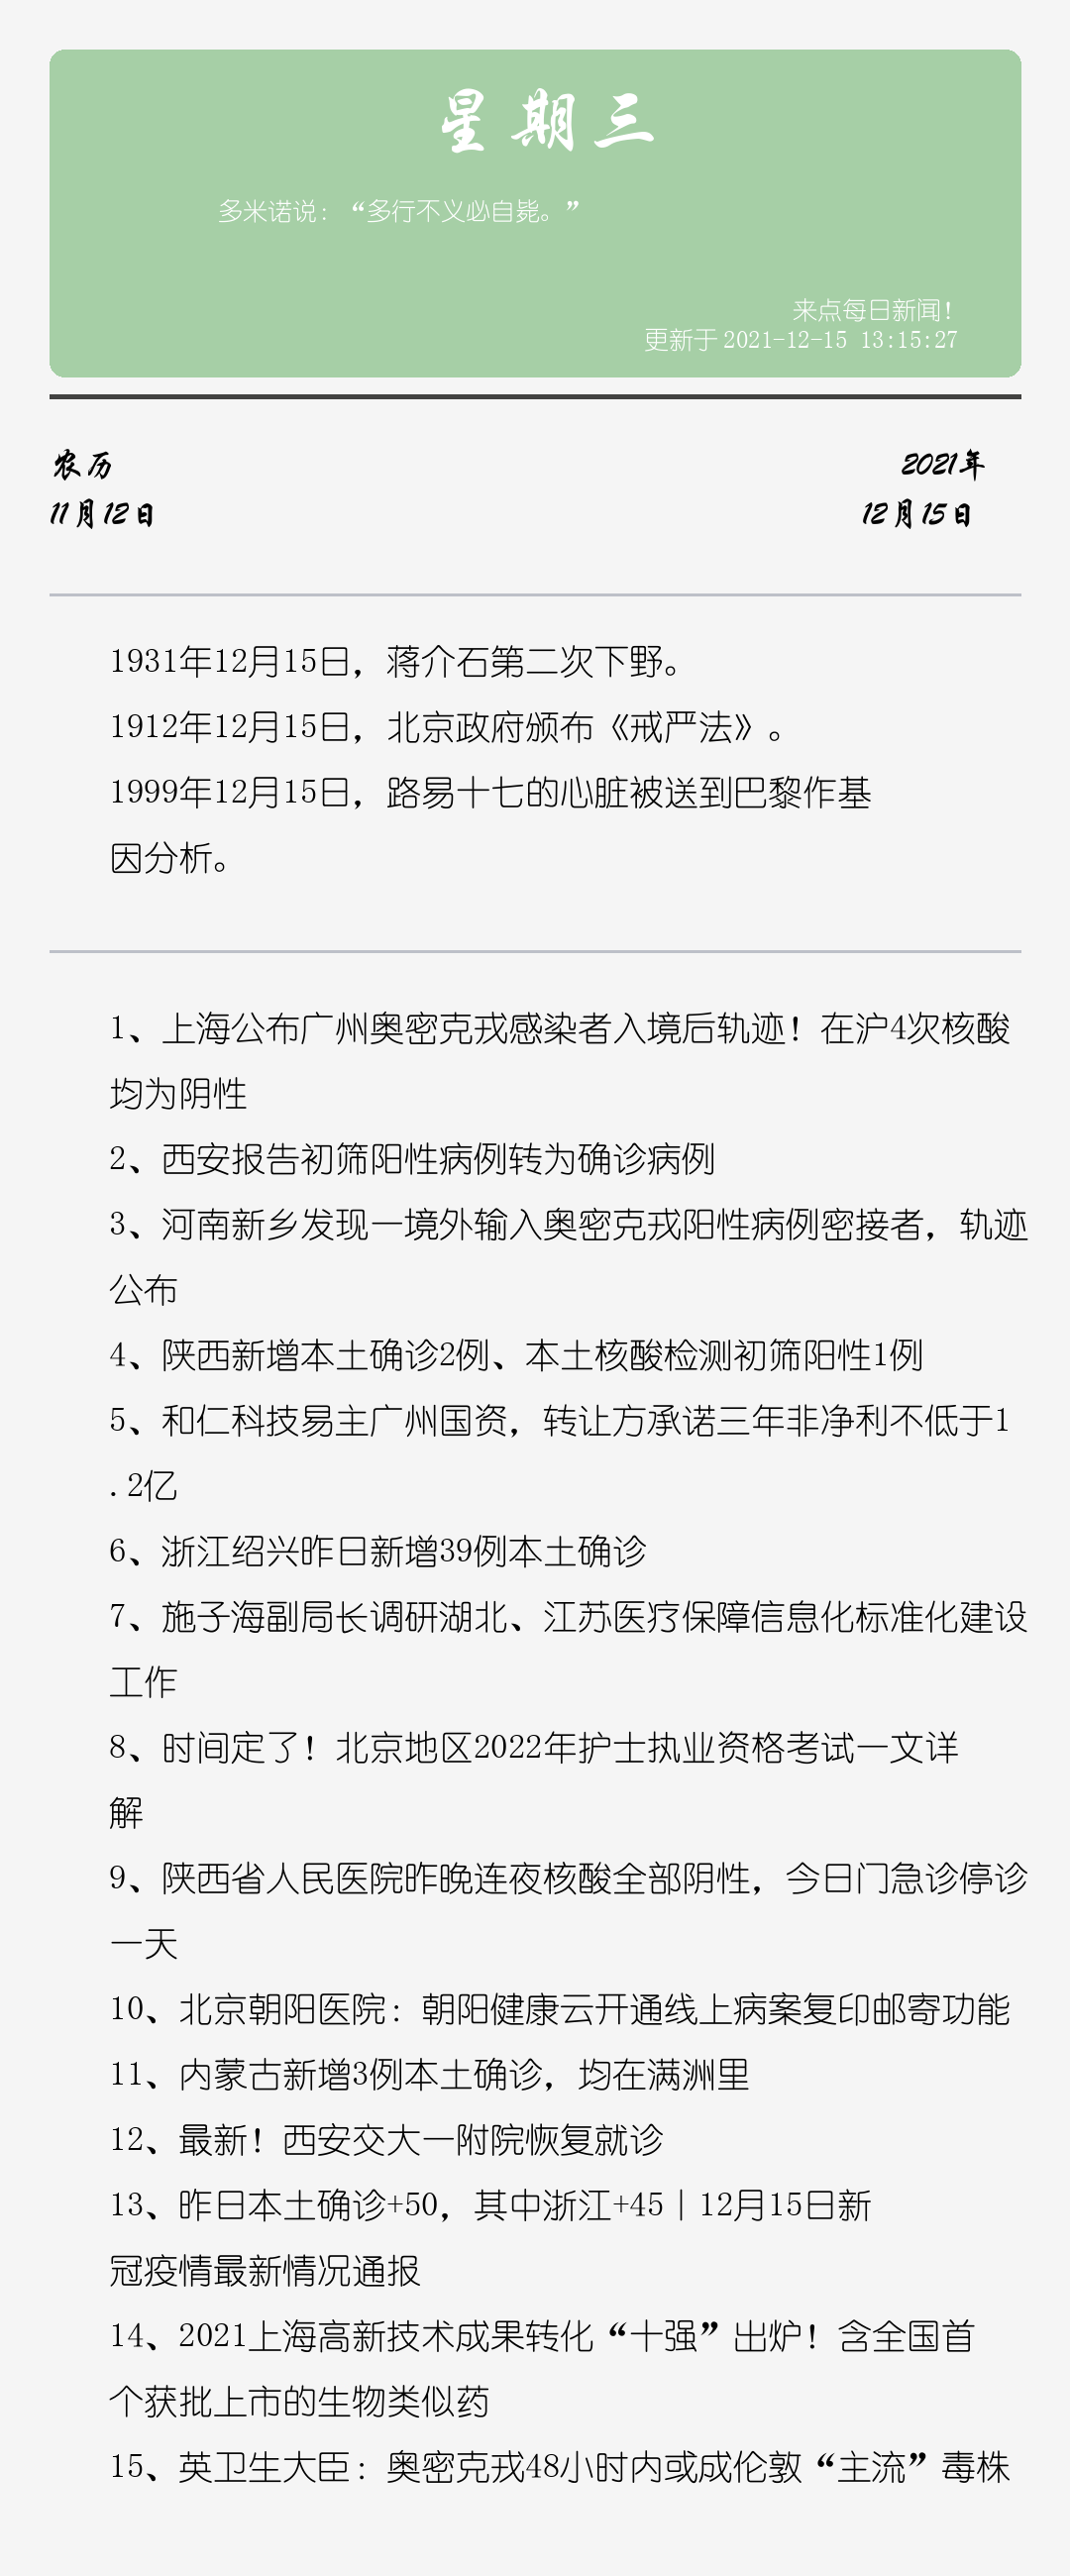 星期三
多米诺说：“多行不义必自毙。”
来点每日新闻！
更新于2021-12-15 13:15:27
农历
11月12日
2021年
12月15日
1931年12月15日，蒋介石第二次下野。
1912年12月15日，北京政府颁布《戒严法》。
1999年12月15日，路易十七的心脏被送到巴黎作基
因分析。
1、上海公布广州奥密克戎感染者入境后轨迹！在沪4次核酸
均为阴性
2、西安报告初筛阳性病例转为确诊病例
3、河南新乡发现一境外输入奥密克戎阳性病例密接者，轨迹
公布
4、陕西新增本土确诊2例、本土核酸检测初筛阳性1例
5、和仁科技易主广州国资，转让方承诺三年非净利不低于1
.2亿
6、浙江绍兴昨日新增39例本土确诊
7、施子海副局长调研湖北、江苏医疗保障信息化标准化建设
工作
8、时间定了！北京地区2022年护士执业资格考试一文详
解
9、陕西省人民医院昨晚连夜核酸全部阴性，今日门急诊停诊
一天
10、北京朝阳医院：朝阳健康云开通线上病案复印邮寄功能
11、内蒙古新增3例本土确诊，均在满洲里
12、最新！西安交大一附院恢复就诊
13、昨日本土确诊+50，其中浙江+45｜12月15日新
冠疫情最新情况通报
14、2021上海高新技术成果转化“十强”出炉！含全国首
个获批上市的生物类似药
15、英卫生大臣：奥密克戎48小时内或成伦敦“主流”毒株